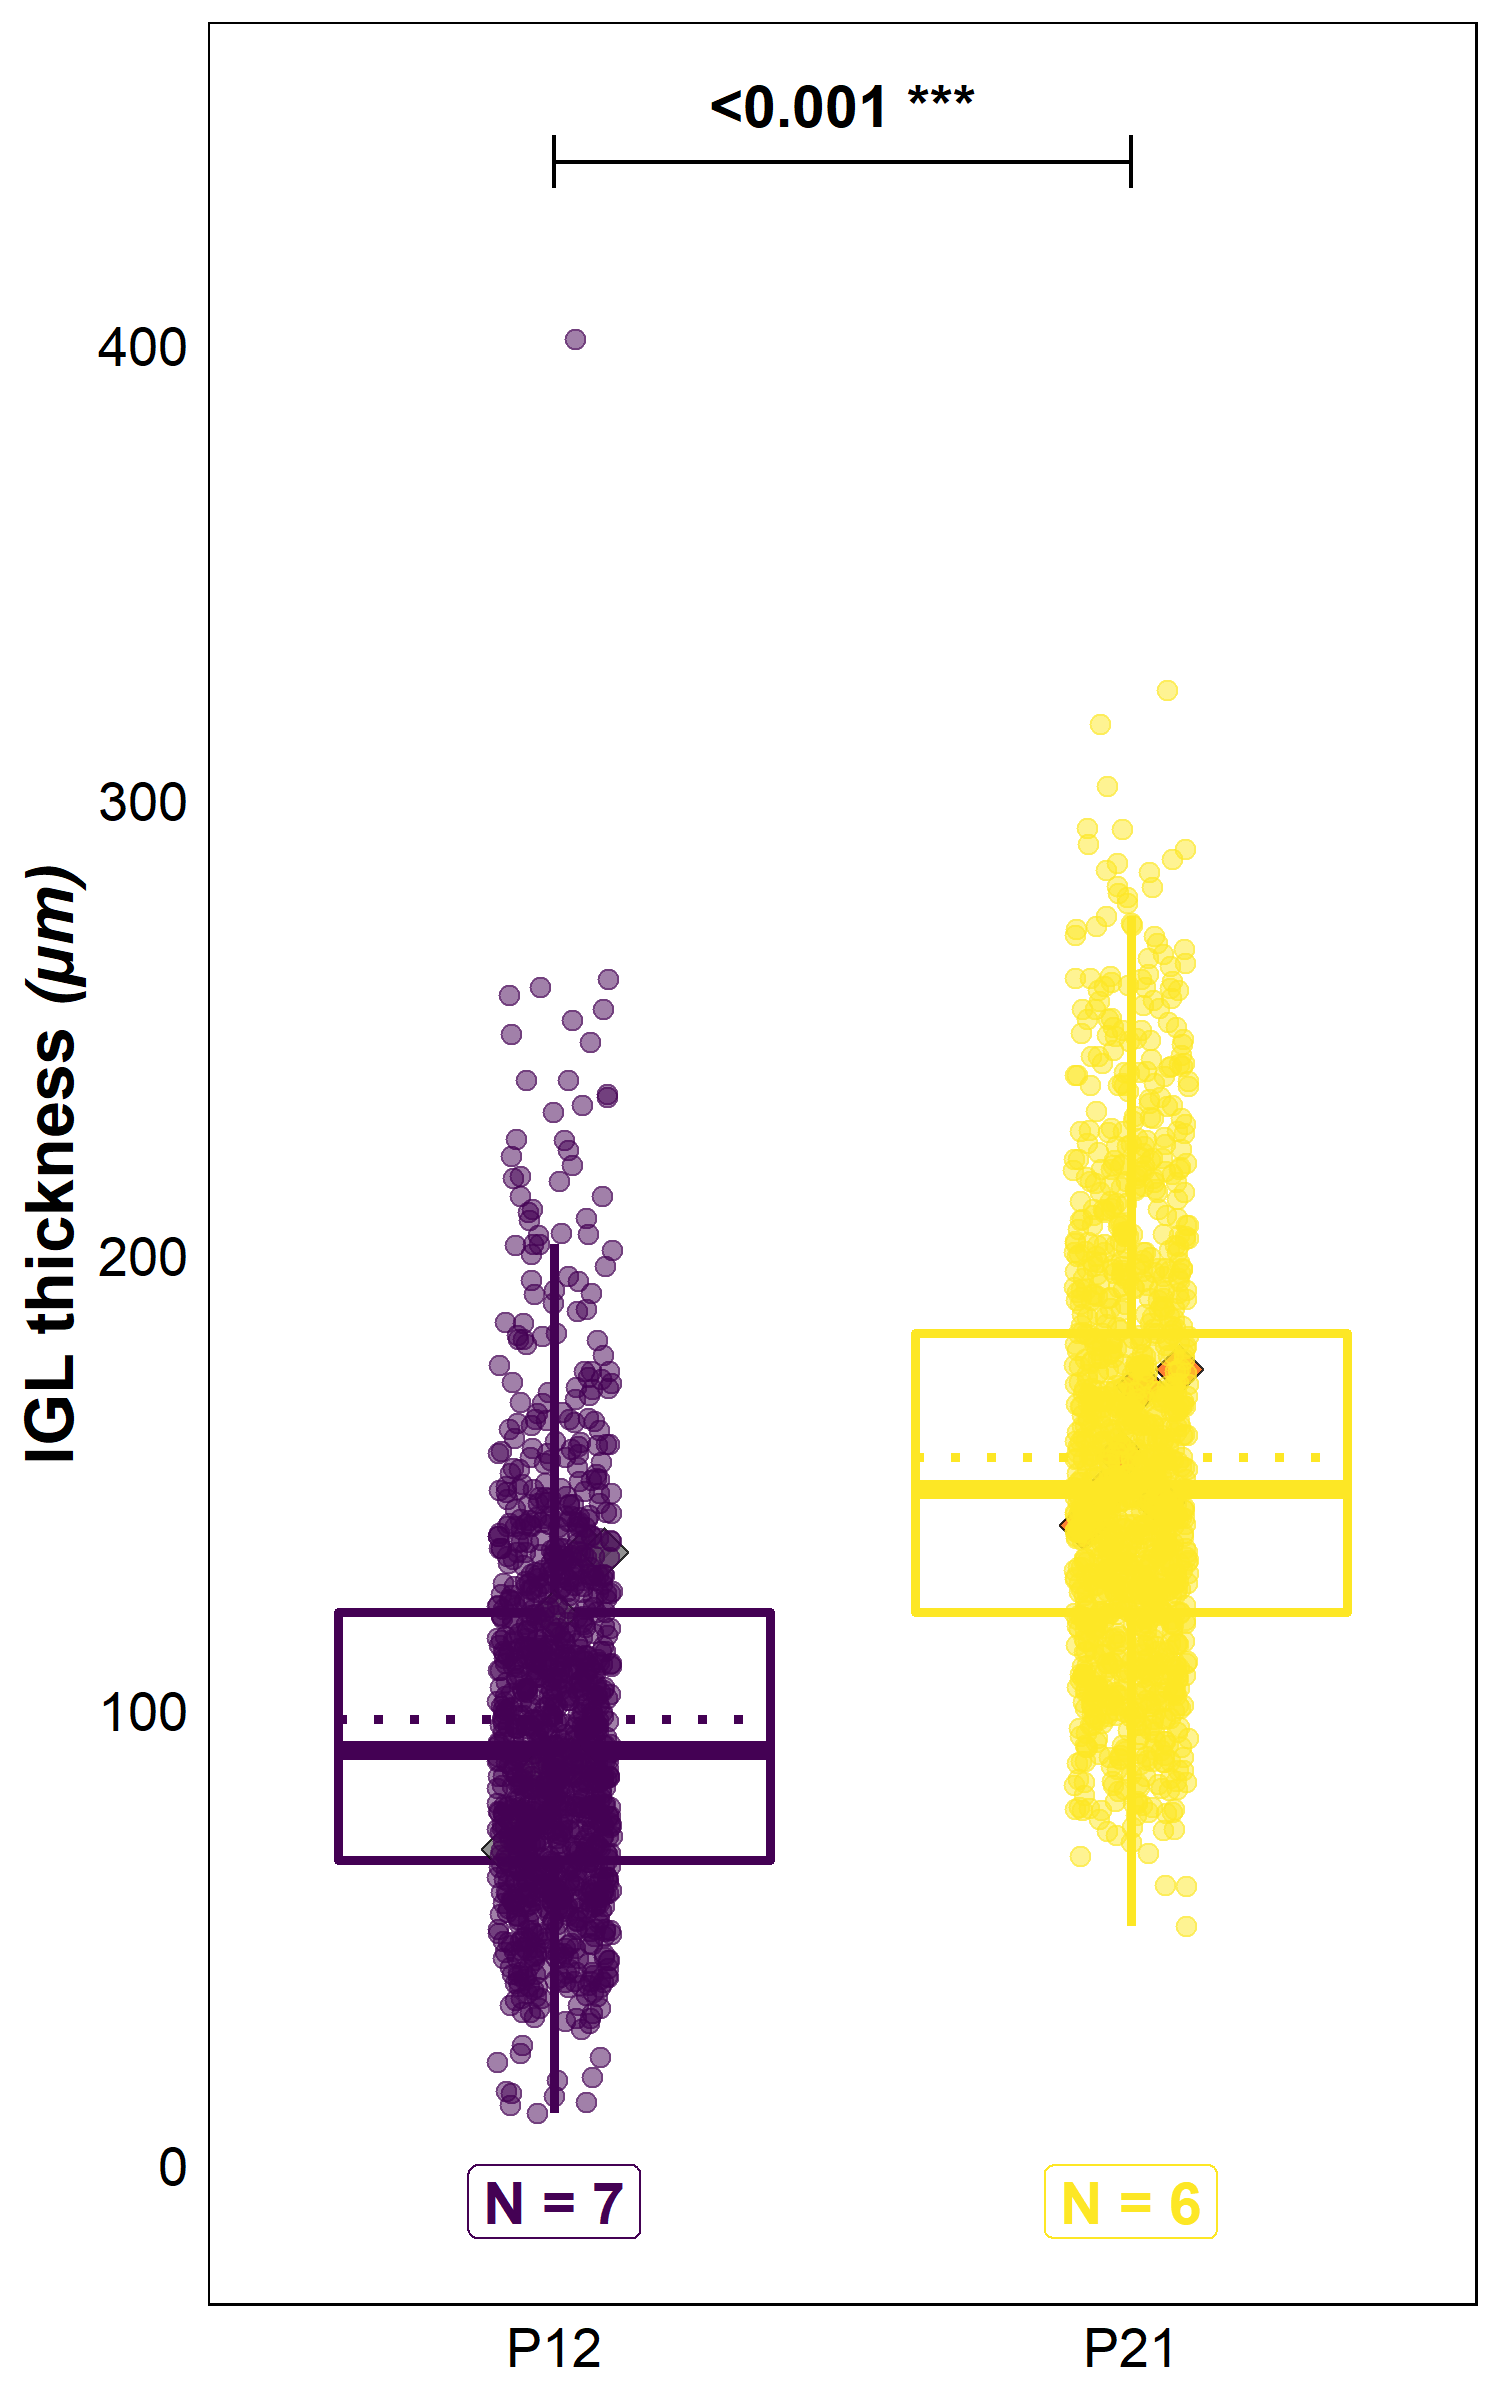 <0.001 ***
400
300
200
100
0
IGL thickness (µm)
N = 7
N = 6
P12
P21